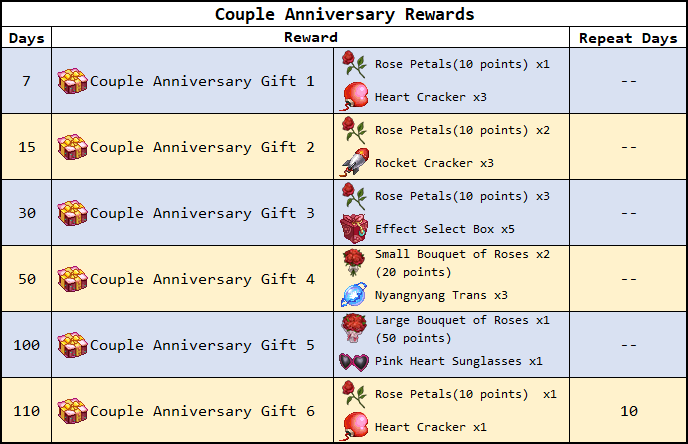 Couple Anniversary Rewards
Days Reward Repeat Days
7 Couple Anniversary Gift 1 Rose Petals(10 points) x1 --
Heart Cracker x3
15 Couple Anniversary Gift 2 Rose Petals(10 points) x2 --
Rocket Cracker x3
30 Couple Anniversary Gift 3 Rose Petals(10 points) x3 --
Effect Select Box x5
50 Couple Anniversary Gift 4 Small Bouquet of Roses x2 --
(20 points)
Nyangnyang Trans x3
100 Couple Anniversary Gift 5 Large Bouquet of Roses x1 --
(50 points)
Pink Heart Sunglasses x1
110 Couple Anniversary Gift 6 Rose Petals(10 points) x1 10
Heart Cracker x1